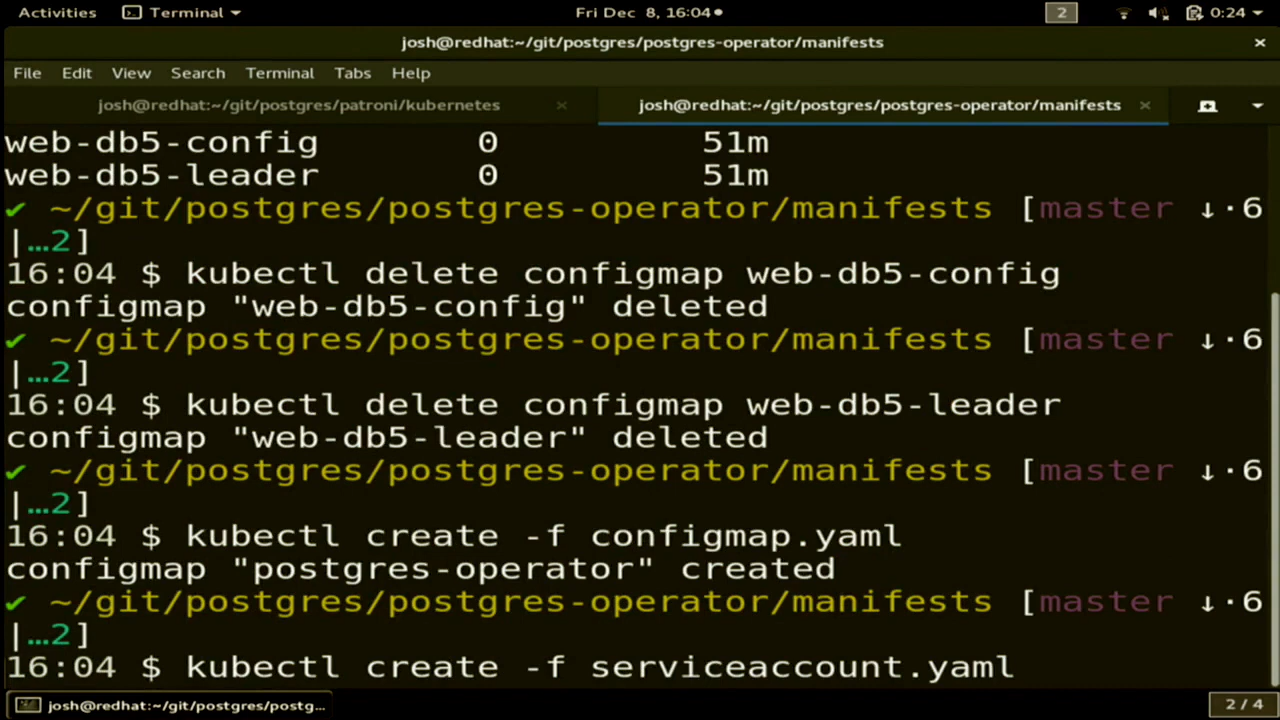 Activities Terminal Fri Dec 8, 16:04 2 0:24
josh@redhat:~/git/postgres/postgres-operator/manifests ×
File Edit View Search Terminal Tabs Help
josh@redhat:~/git/postgres/patroni/kubernetes × josh@redhat:~/git/postgres/postgres-operator/manifests ×
web-db5-config 0 51m
web-db5-leader 0 51m
✔ ~/git/postgres/postgres-operator/manifests [master ↓·6
|…2]
16:04 $ kubectl delete configmap web-db5-config
configmap "web-db5-config" deleted
✔ ~/git/postgres/postgres-operator/manifests [master ↓·6
|…2]
16:04 $ kubectl delete configmap web-db5-leader
configmap "web-db5-leader" deleted
✔ ~/git/postgres/postgres-operator/manifests [master ↓·6
|…2]
16:04 $ kubectl create -f configmap.yaml
configmap "postgres-operator" created
✔ ~/git/postgres/postgres-operator/manifests [master ↓·6
|…2]
16:04 $ kubectl create -f serviceaccount.yaml
josh@redhat:~/git/postgres/postg... 2 / 4